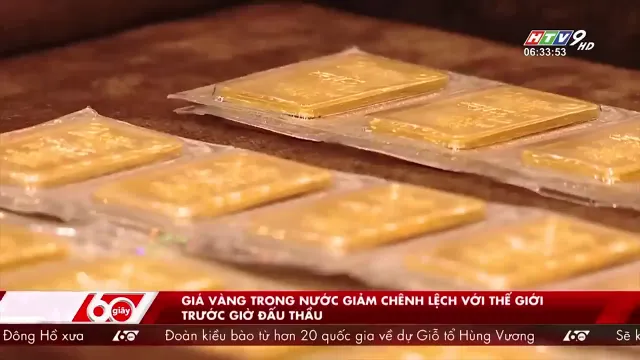 HTV9 HD
06:33:53
60 giây
GIÁ VÀNG TRONG NƯỚC GIẢM CHÊNH LỆCH VỚI THẾ GIỚI
TRƯỚC GIỜ ĐẤU THẦU
Đông Hồ xưa 60 Đoàn kiều bào từ hơn 20 quốc gia về dự Giỗ tổ Hùng Vương 60 Sẽ k